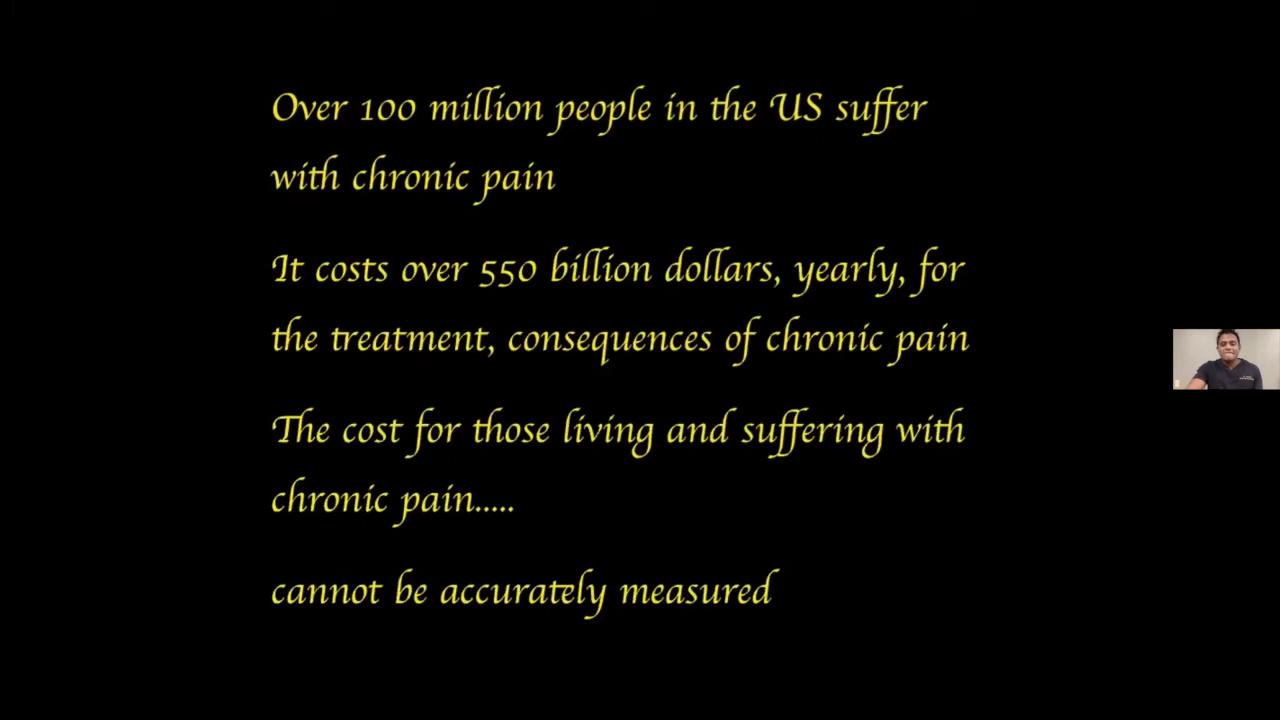 Over 100 million people in the US suffer
with chronic pain
It costs over 550 billion dollars, yearly, for
the treatment, consequences of chronic pain
The cost for those living and suffering with
chronic pain.....
cannot be accurately measured